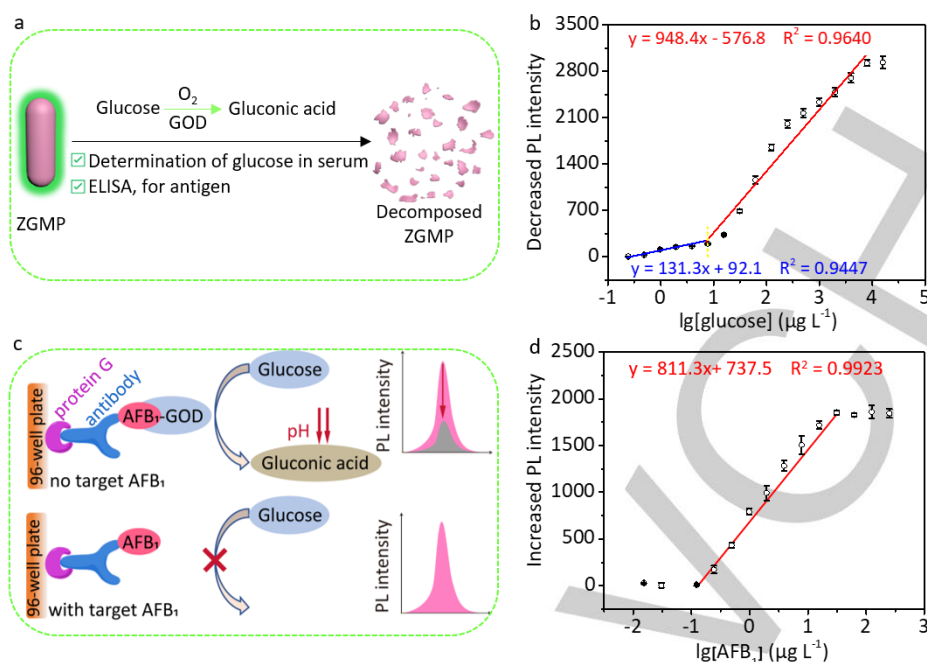 a
Glucose O₂ Gluconic acid
GOD
Determination of glucose in serum
ELISA, for antigen
ZGMP
Decomposed
ZGMP
b
3500
2800
2100
1400
700
0
Decreased PL intensity
y = 948.4x - 576.8 R² = 0.9640
y = 131.3x + 92.1 R² = 0.9447
-1 0 1 2 3 4 5
lg[glucose] (µg L⁻¹)
c
96-well plate
protein G
antibody
AFB₁-GOD
no target AFB₁
Glucose
pH
Gluconic acid
PL intensity
96-well plate
AFB₁
with target AFB₁
Glucose
PL intensity
d
2500
2000
1500
1000
500
0
Increased PL intensity
y = 811.3x+ 737.5 R² = 0.9923
-2 -1 0 1 2 3
lg[AFB₁] (µg L⁻¹)